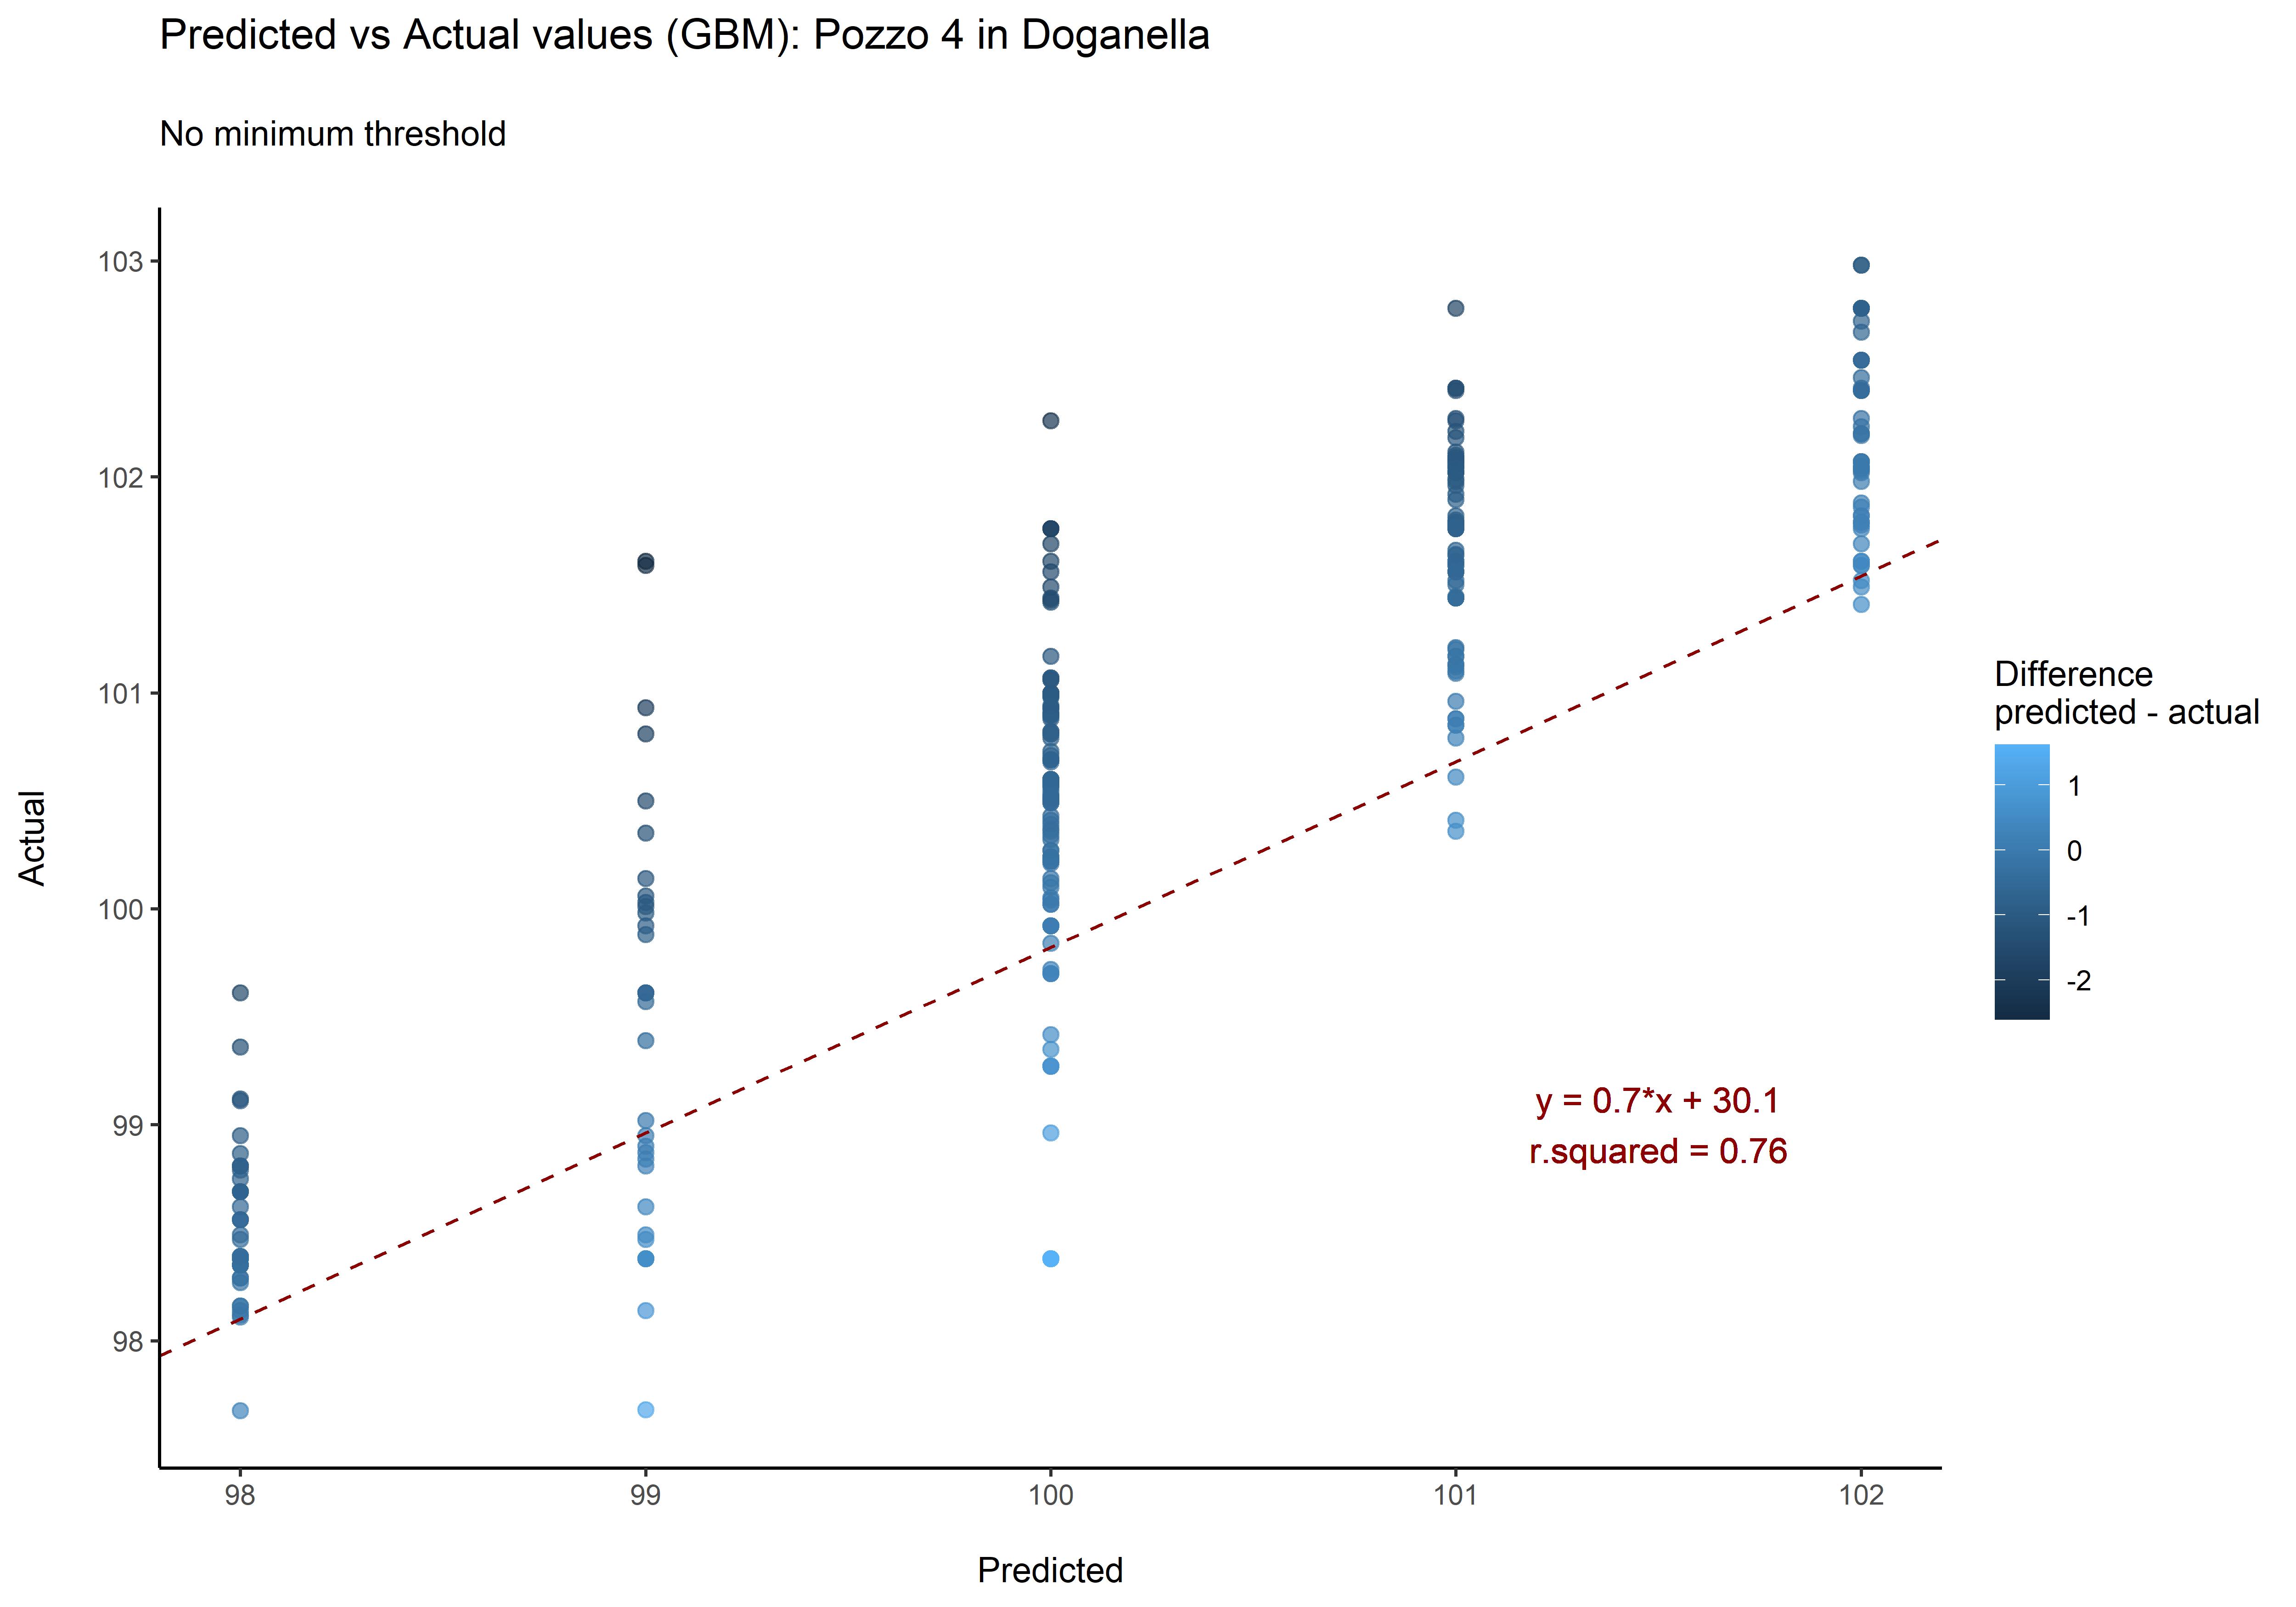 Predicted vs Actual values (GBM): Pozzo 4 in Doganella
No minimum threshold
103
102
101
100
99
98
Actual
98
99
100
101
102
Predicted
y = 0.7*x + 30.1
r.squared = 0.76
Difference
predicted - actual
1
0
-1
-2